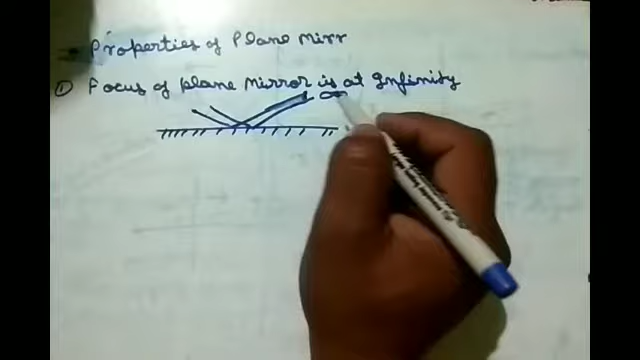 Properties of Plane Mirr
① Focus of plane Mirror is at Infinity
∞